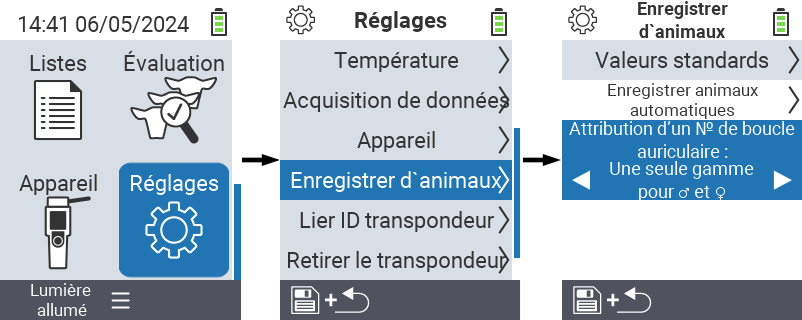 14:41 06/05/2024
Listes
Évaluation
Appareil
Réglages
Lumière
allumé
Réglages
Température
Acquisition de données
Appareil
Enregistrer d`animaux
Lier ID transpondeur
Retirer le transpondeur
+
Enregistrer
d`animaux
Valeurs standards
Enregistrer animaux
automatiques
Attribution d'un № de boucle
auriculaire :
Une seule gamme
pour ♂ et ♀
+